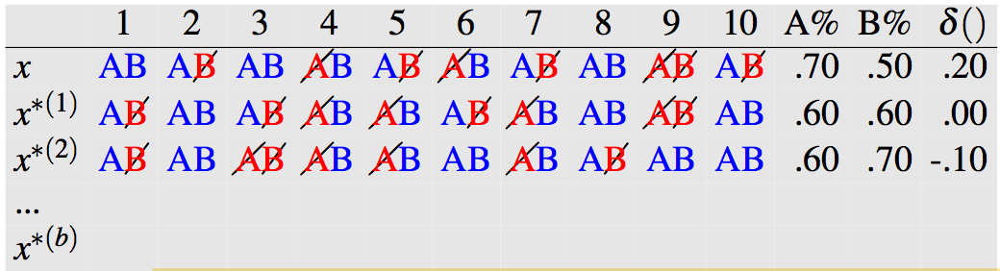 1 2 3 4 5 6 7 8 9 10 A% B% δ()
x AB AB AB AB AB AB AB AB AB AB .70 .50 .20
x*(1) AB AB AB AB AB AB AB AB AB AB .60 .60 .00
x*(2) AB AB AB AB AB AB AB AB AB AB .60 .70 -.10
...
x*(b)